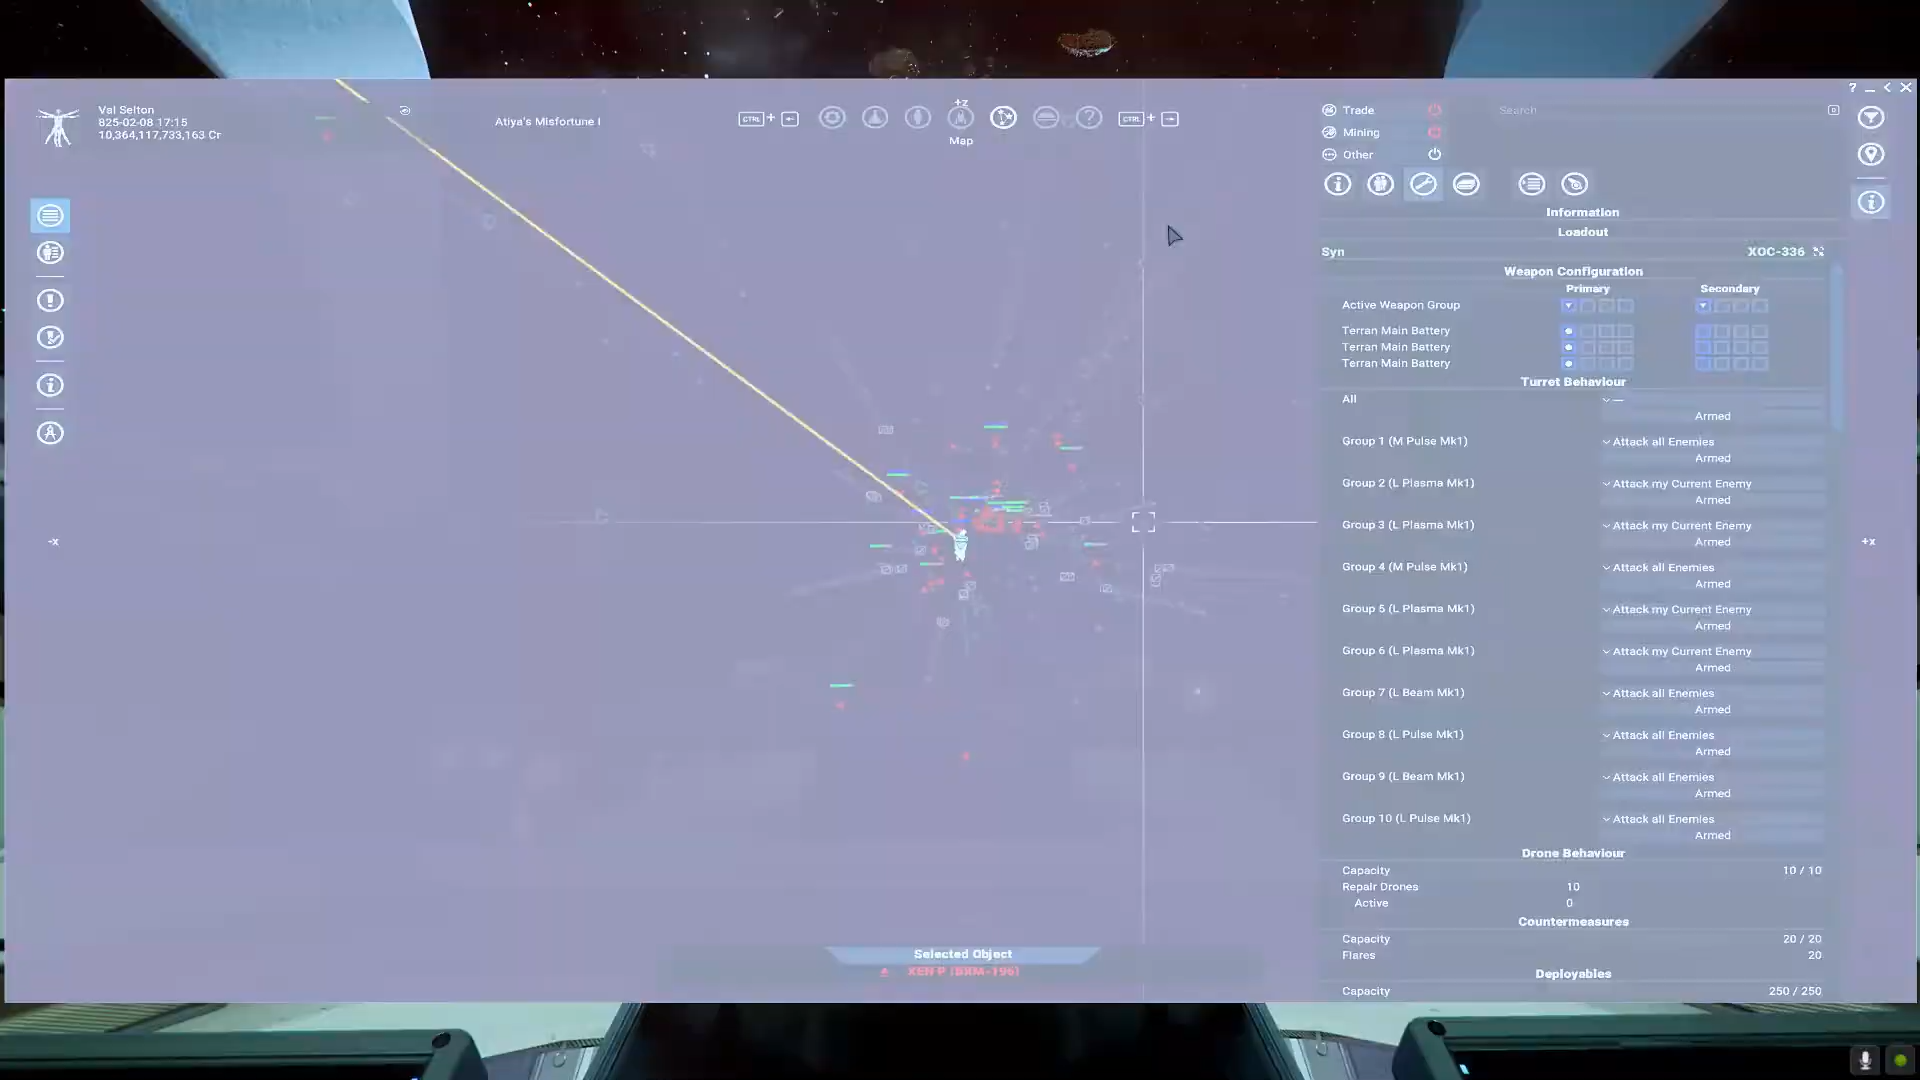 Val Selton
825-02-08 17:15
10,364,117,733,163 Cr
Atiya's Misfortune I
CTRL +
+z
CTRL +
Map
?
Trade
Mining
Other
Search
Information
Loadout
Syn XOC-336
Weapon Configuration
Primary Secondary
Active Weapon Group
Terran Main Battery
Terran Main Battery
Terran Main Battery
Turret Behaviour
All —
Armed
Group 1 (M Pulse Mk1) Attack all Enemies
Armed
Group 2 (L Plasma Mk1) Attack my Current Enemy
Armed
Group 3 (L Plasma Mk1) Attack my Current Enemy
Armed
Group 4 (M Pulse Mk1) Attack all Enemies
Armed
Group 5 (L Plasma Mk1) Attack my Current Enemy
Armed
Group 6 (L Plasma Mk1) Attack my Current Enemy
Armed
Group 7 (L Beam Mk1) Attack all Enemies
Armed
Group 8 (L Pulse Mk1) Attack all Enemies
Armed
Group 9 (L Beam Mk1) Attack all Enemies
Armed
Group 10 (L Pulse Mk1) Attack all Enemies
Armed
Drone Behaviour
Capacity 10 / 10
Repair Drones 10
Active 0
Countermeasures
Capacity 20 / 20
Flares 20
Deployables
Capacity 250 / 250
-x
+x
Selected Object
XEN P (BXM-196)